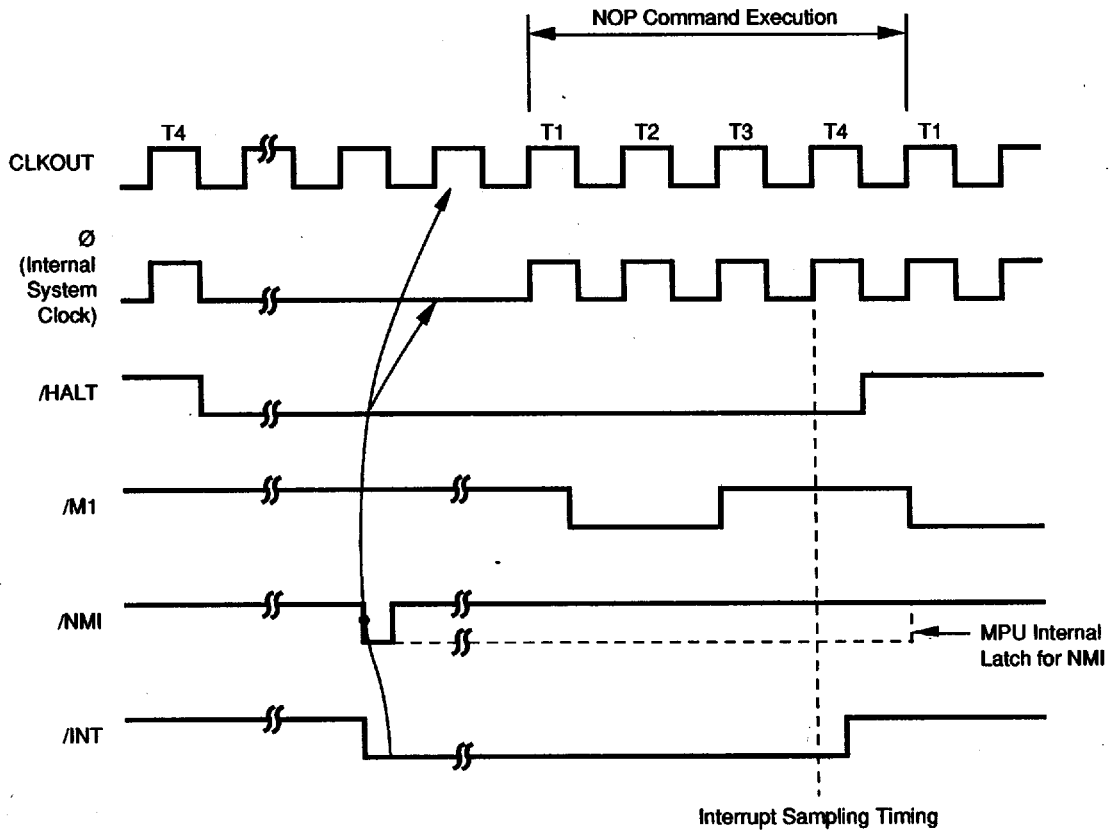 NOP Command Execution
T4
T1
T2
T3
T4
T1
CLKOUT
Ø
(Internal
System
Clock)
/HALT
/M1
/NMI
MPU Internal
Latch for NMI
/INT
Interrupt Sampling Timing